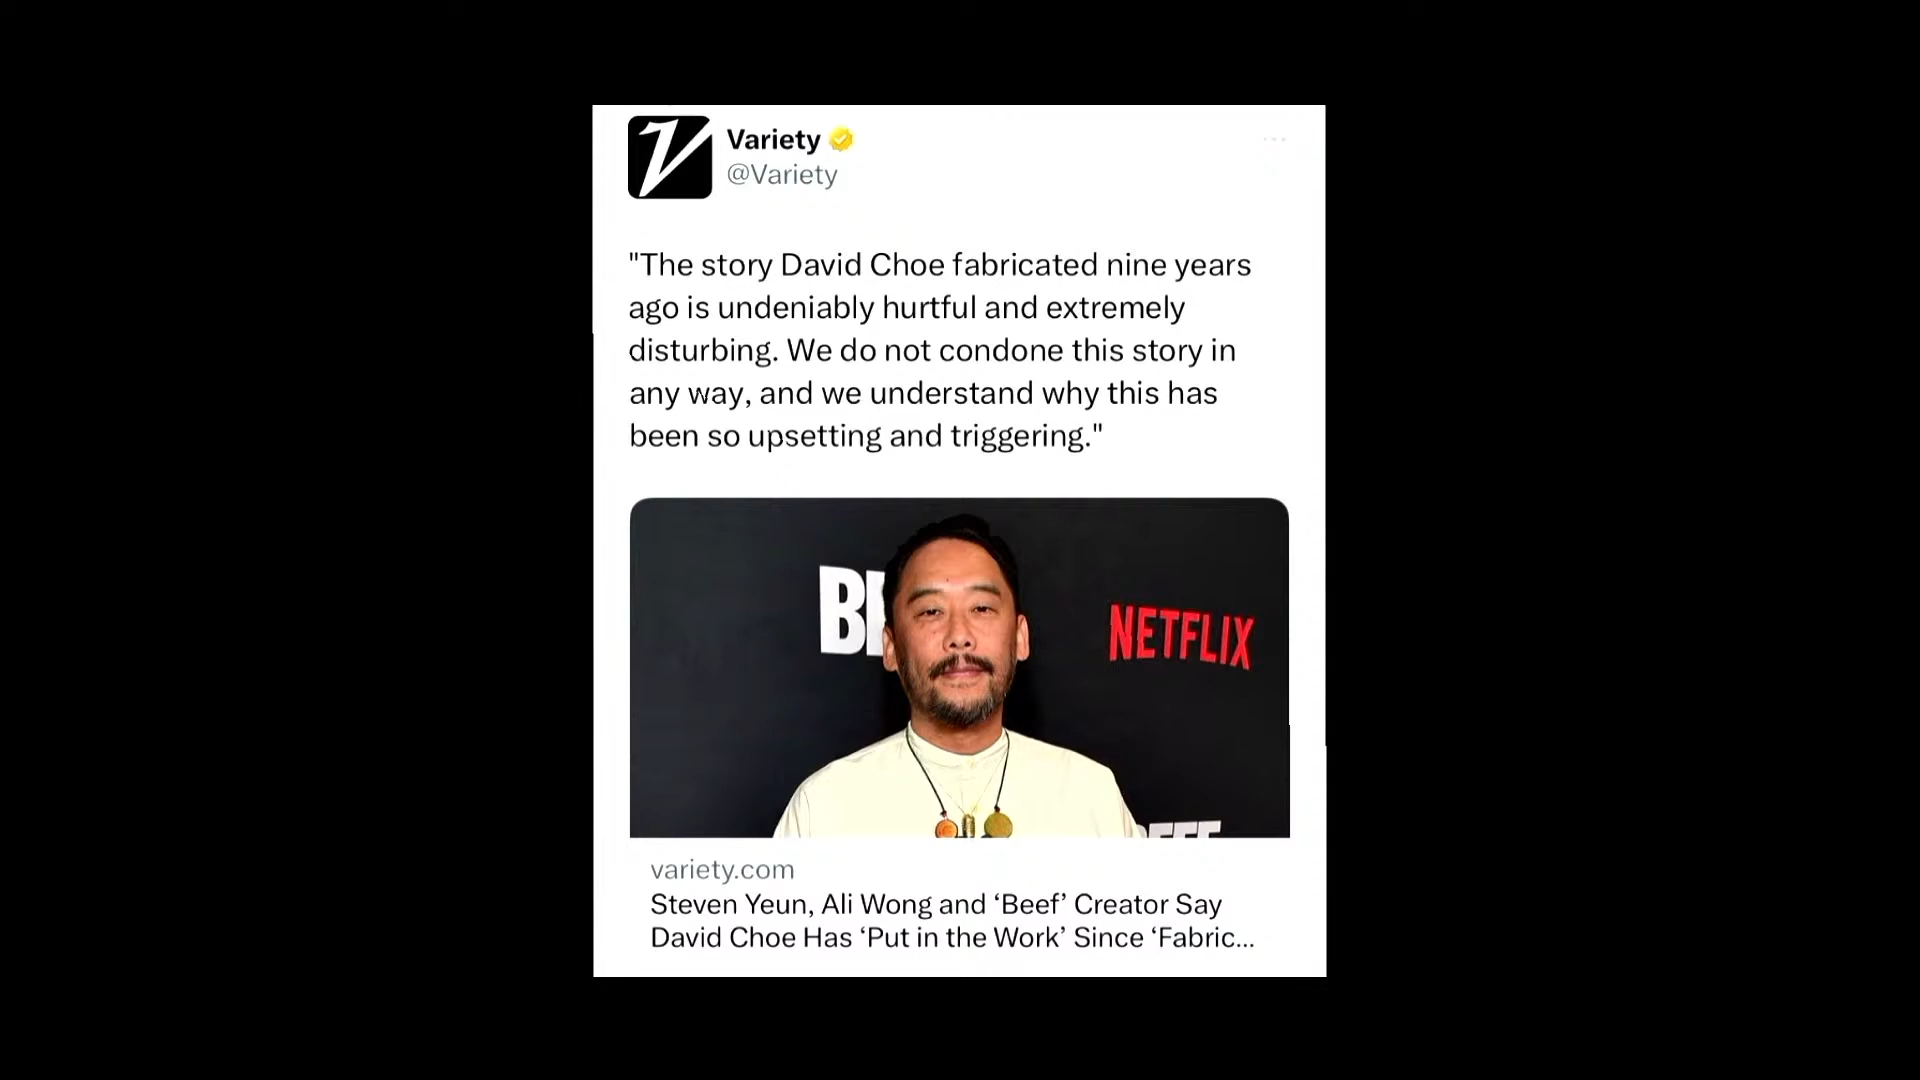 Variety
@Variety
"The story David Choe fabricated nine years
ago is undeniably hurtful and extremely
disturbing. We do not condone this story in
any way, and we understand why this has
been so upsetting and triggering."
BE
NETFLIX
BEEF
variety.com
Steven Yeun, Ali Wong and ‘Beef’ Creator Say
David Choe Has ‘Put in the Work’ Since ‘Fabric...